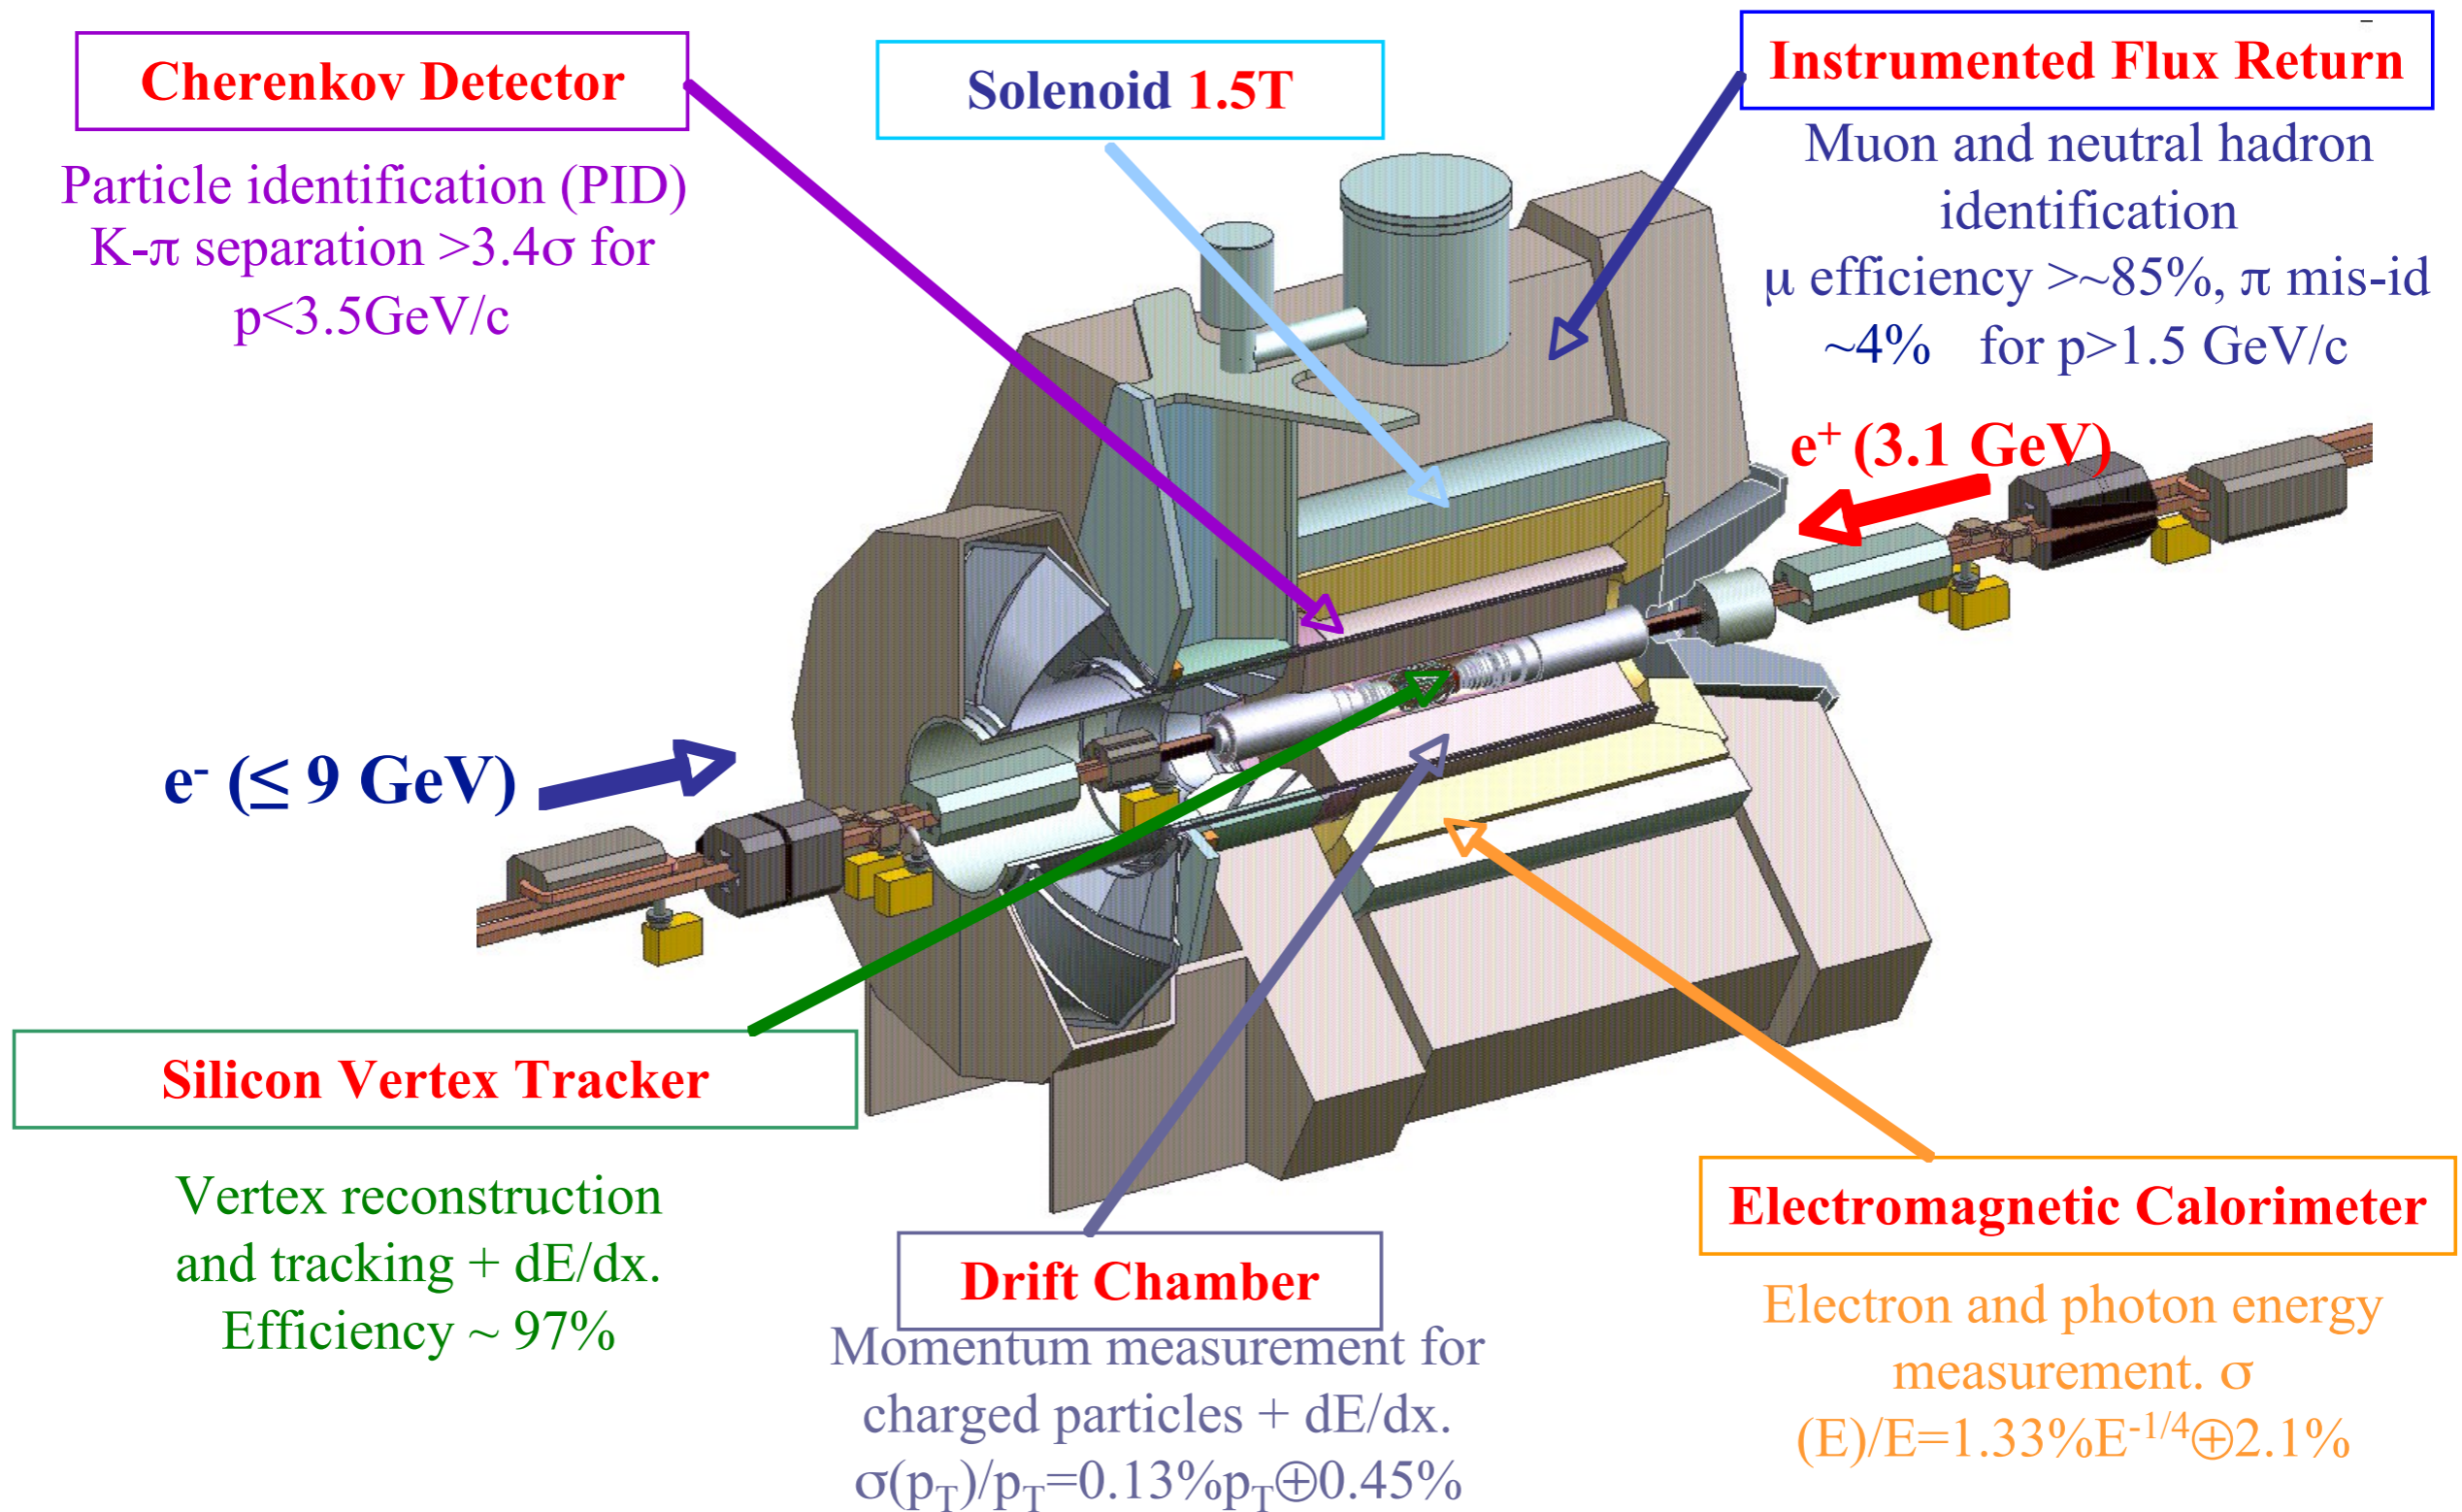 Cherenkov Detector
Particle identification (PID)
K-π separation >3.4σ for
p<3.5GeV/c
Solenoid 1.5T
Instrumented Flux Return
Muon and neutral hadron
identification
μ efficiency >~85%, π mis-id
~4% for p>1.5 GeV/c
e⁺ (3.1 GeV)
e⁻ (≤ 9 GeV)
Silicon Vertex Tracker
Vertex reconstruction
and tracking + dE/dx.
Efficiency ~ 97%
Drift Chamber
Momentum measurement for
charged particles + dE/dx.
σ(p_T)/p_T=0.13%p_T⊕0.45%
Electromagnetic Calorimeter
Electron and photon energy
measurement. σ
(E)/E=1.33%E^-1/4⊕2.1%